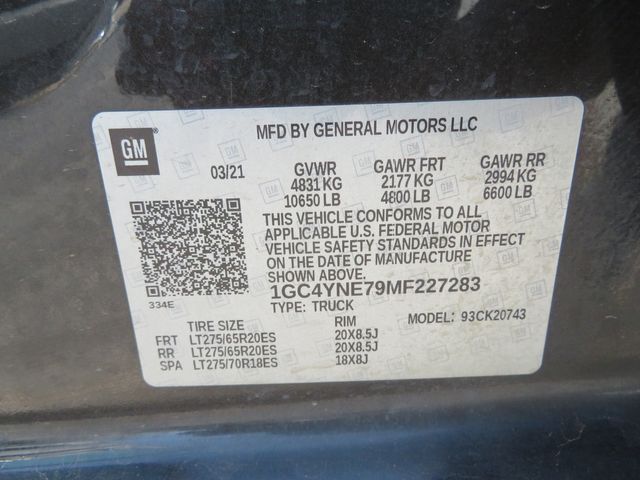 GM MFD BY GENERAL MOTORS LLC
03/21 GVWR GAWR FRT GAWR RR
4831 KG 2177 KG 2994 KG
10650 LB 4800 LB 6600 LB
THIS VEHICLE CONFORMS TO ALL
APPLICABLE U.S. FEDERAL MOTOR
VEHICLE SAFETY STANDARDS IN EFFECT
ON THE DATE OF MANUFACTURE
SHOWN ABOVE.
334E 1GC4YNE79MF227283
TYPE: TRUCK MODEL: 93CK20743
TIRE SIZE RIM
FRT LT275/65R20ES 20X8.5J
RR LT275/65R20ES 20X8.5J
SPA LT275/70R18ES 18X8J